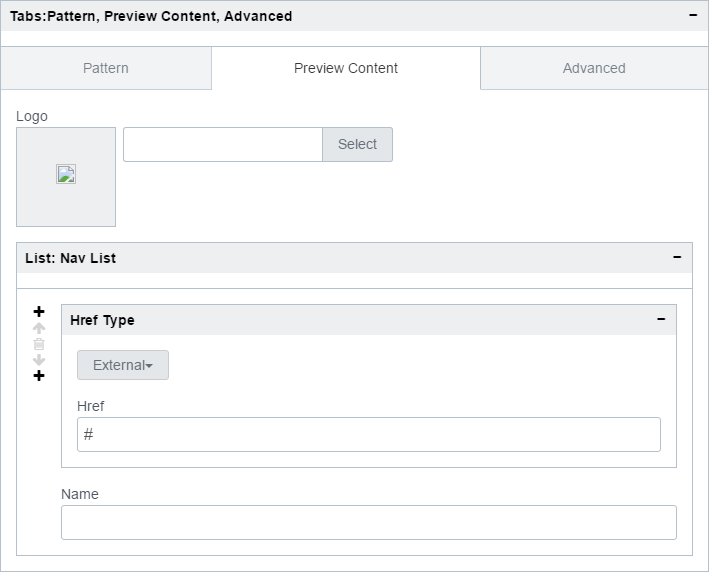 Tabs:Pattern, Preview Content, Advanced
Pattern
Preview Content
Advanced
Logo
Select
List: Nav List
Href Type
External
Href
#
Name